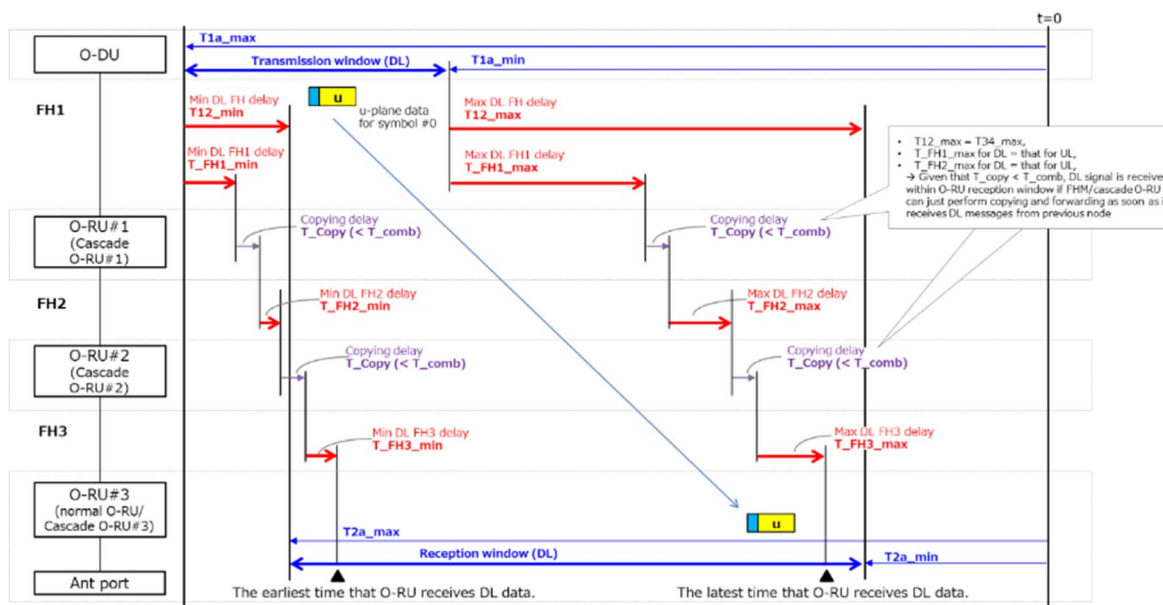 t=0
T1a_max
O-DU
Transmission window (DL)
T1a_min
FH1
Min DL FH delay
T12_min
u
u-plane data
for symbol #0
Max DL FH delay
T12_max
Min DL FH1 delay
T_FH1_min
Max DL FH1 delay
T_FH1_max
• T12_max = T34_max,
• T_FH1_max for DL = that for UL,
• T_FH2_max for DL = that for UL,
→ Given that T_copy < T_comb, DL signal is receive
within O-RU reception window if FHM/cascade O-RU
can just perform copying and forwarding as soon as i
receives DL messages from previous node
O-RU#1
(Cascade
O-RU#1)
Copying delay
T_Copy (< T_comb)
Copying delay
T_Copy (< T_comb)
FH2
Min DL FH2 delay
T_FH2_min
Max DL FH2 delay
T_FH2_max
O-RU#2
(Cascade
O-RU#2)
Copying delay
T_Copy (< T_comb)
Copying delay
T_Copy (< T_comb)
FH3
Min DL FH3 delay
T_FH3_min
Max DL FH3 delay
T_FH3_max
O-RU#3
(normal O-RU/
Cascade O-RU#3)
u
T2a_max
Reception window (DL)
T2a_min
Ant port
The earliest time that O-RU receives DL data.
The latest time that O-RU receives DL data.